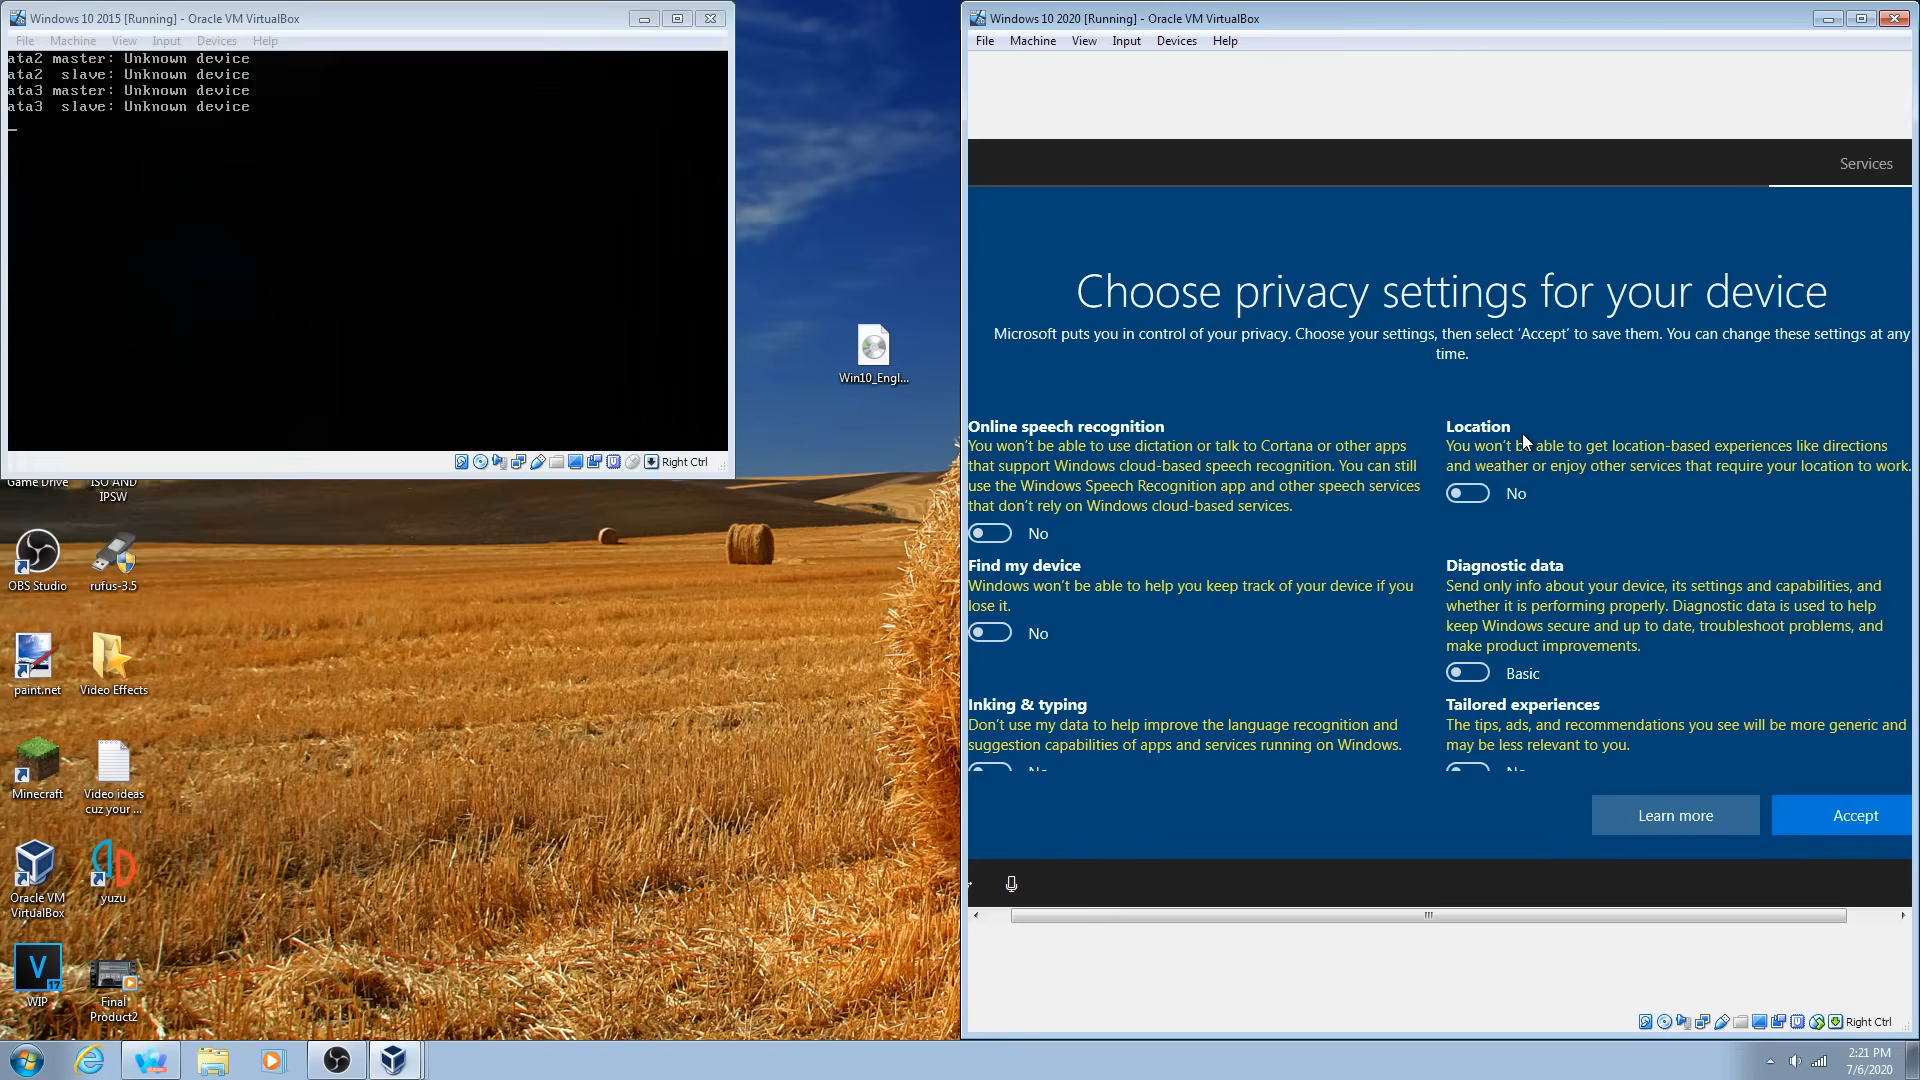 Windows 10 2015 [Running] - Oracle VM VirtualBox
File Machine View Input Devices Help
ata2 master: Unknown device
ata2 slave: Unknown device
ata3 master: Unknown device
ata3 slave: Unknown device
Right Ctrl
Game Drive
ISO AND
IPSW
OBS Studio
rufus-3.5
paint.net
Video Effects
Minecraft
Video ideas
cuz your ...
Oracle VM
VirtualBox
yuzu
WIP
Final
Product2
Win10_Engl...
Windows 10 2020 [Running] - Oracle VM VirtualBox
File Machine View Input Devices Help
Services
Choose privacy settings for your device
Microsoft puts you in control of your privacy. Choose your settings, then select ‘Accept’ to save them. You can change these settings at any
time.
Online speech recognition
You won’t be able to use dictation or talk to Cortana or other apps
that support Windows cloud-based speech recognition. You can still
use the Windows Speech Recognition app and other speech services
that don’t rely on Windows cloud-based services.
No
Location
You won’t be able to get location-based experiences like directions
and weather or enjoy other services that require your location to work.
No
Find my device
Windows won’t be able to help you keep track of your device if you
lose it.
No
Diagnostic data
Send only info about your device, its settings and capabilities, and
whether it is performing properly. Diagnostic data is used to help
keep Windows secure and up to date, troubleshoot problems, and
make product improvements.
Basic
Inking & typing
Don’t use my data to help improve the language recognition and
suggestion capabilities of apps and services running on Windows.
No
Tailored experiences
The tips, ads, and recommendations you see will be more generic and
may be less relevant to you.
No
Learn more
Accept
Right Ctrl
2:21 PM
7/6/2020